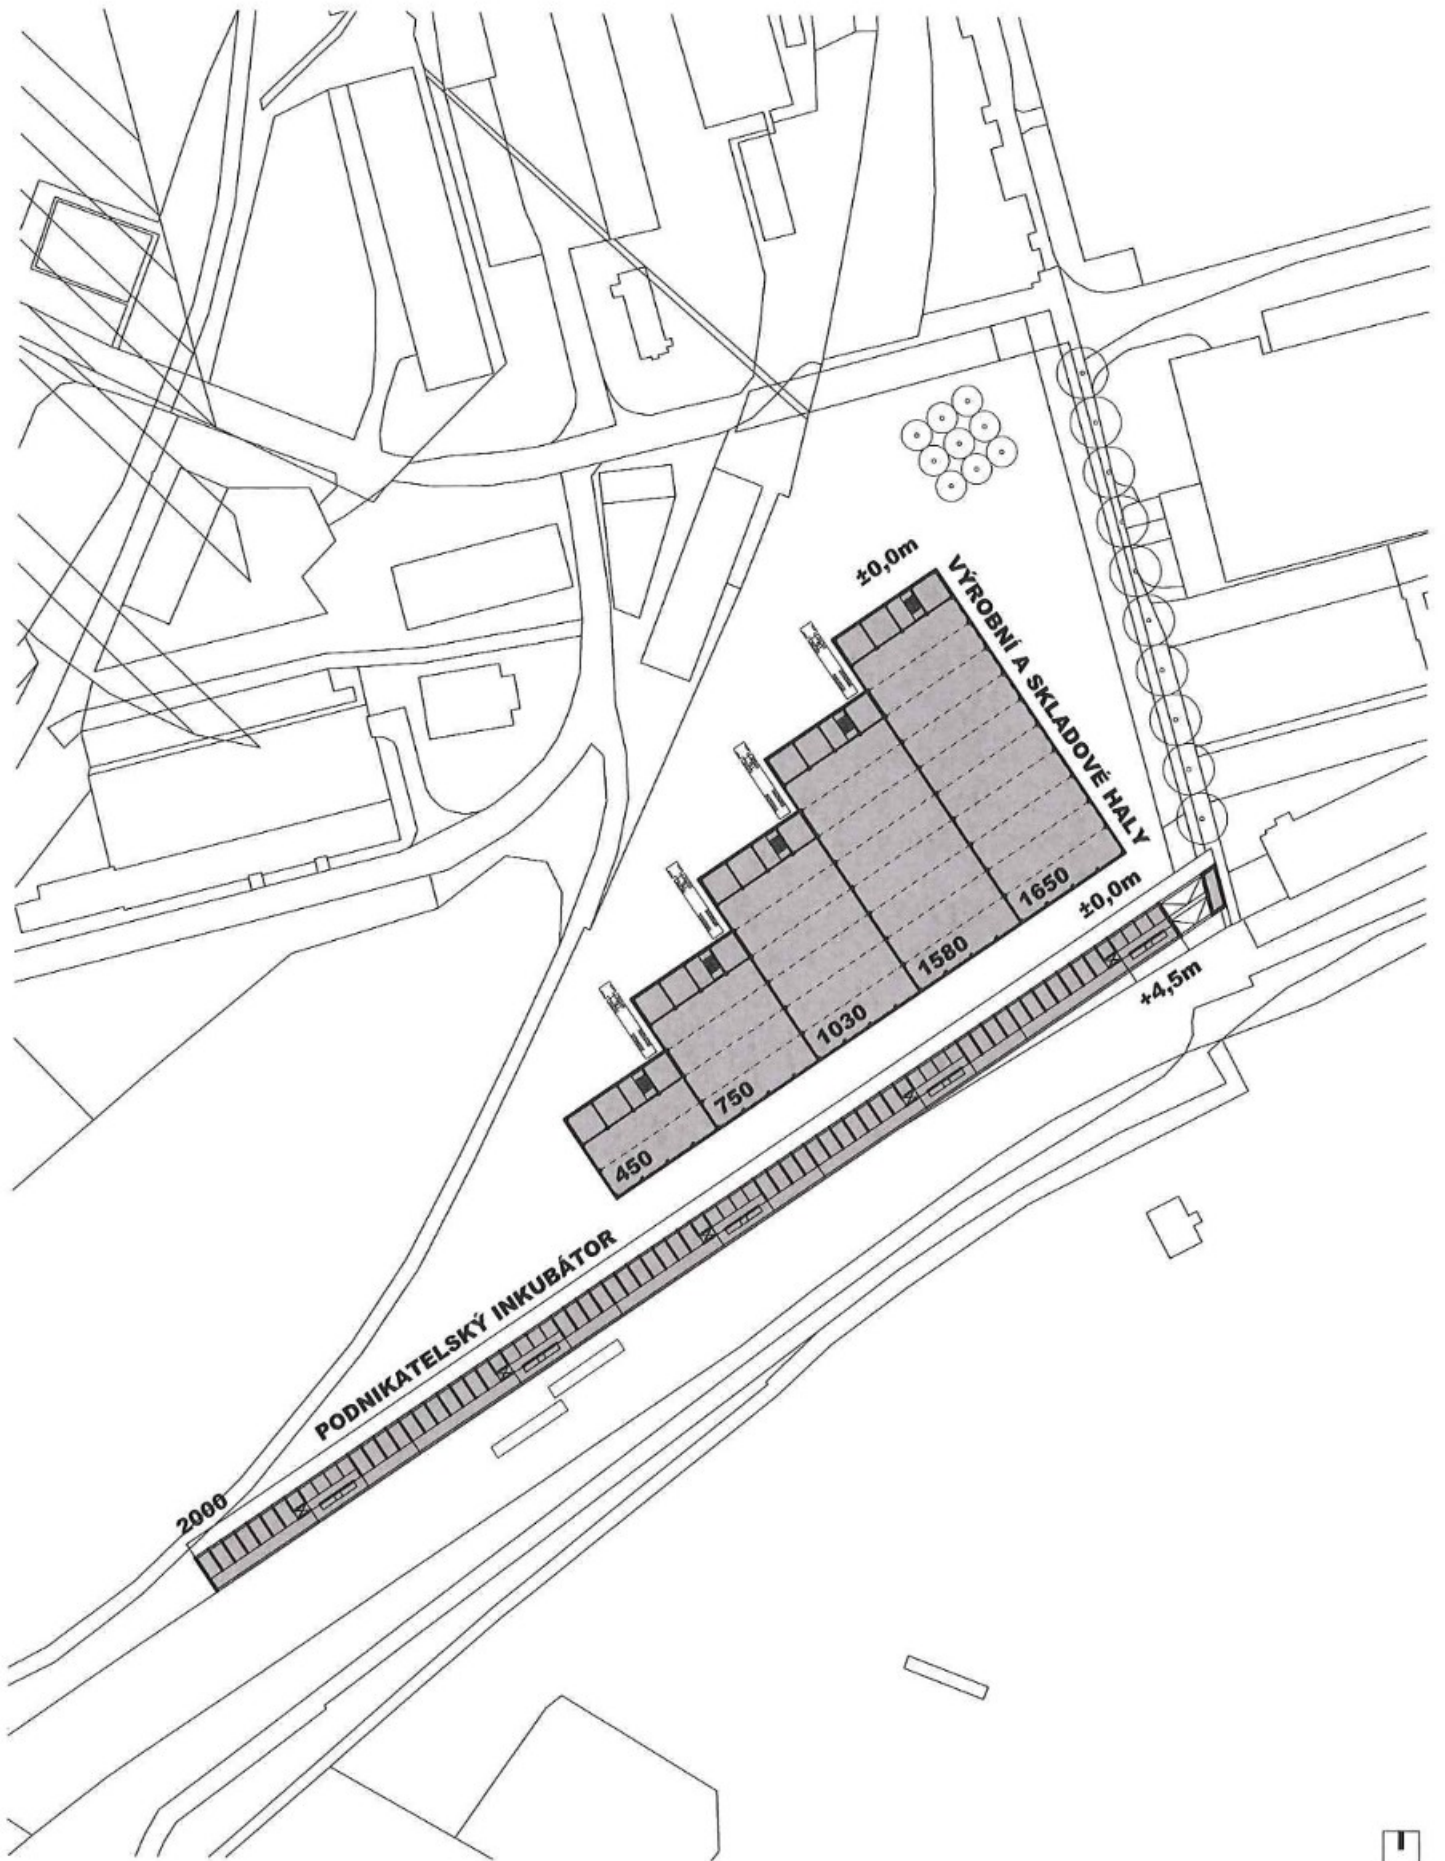 ±0,0m
VÝROBNÍ A SKLADOVÉ HALY
1650
±0,0m
1580
+4,5m
1030
750
450
PODNIKATELSKÝ INKUBÁTOR
2000